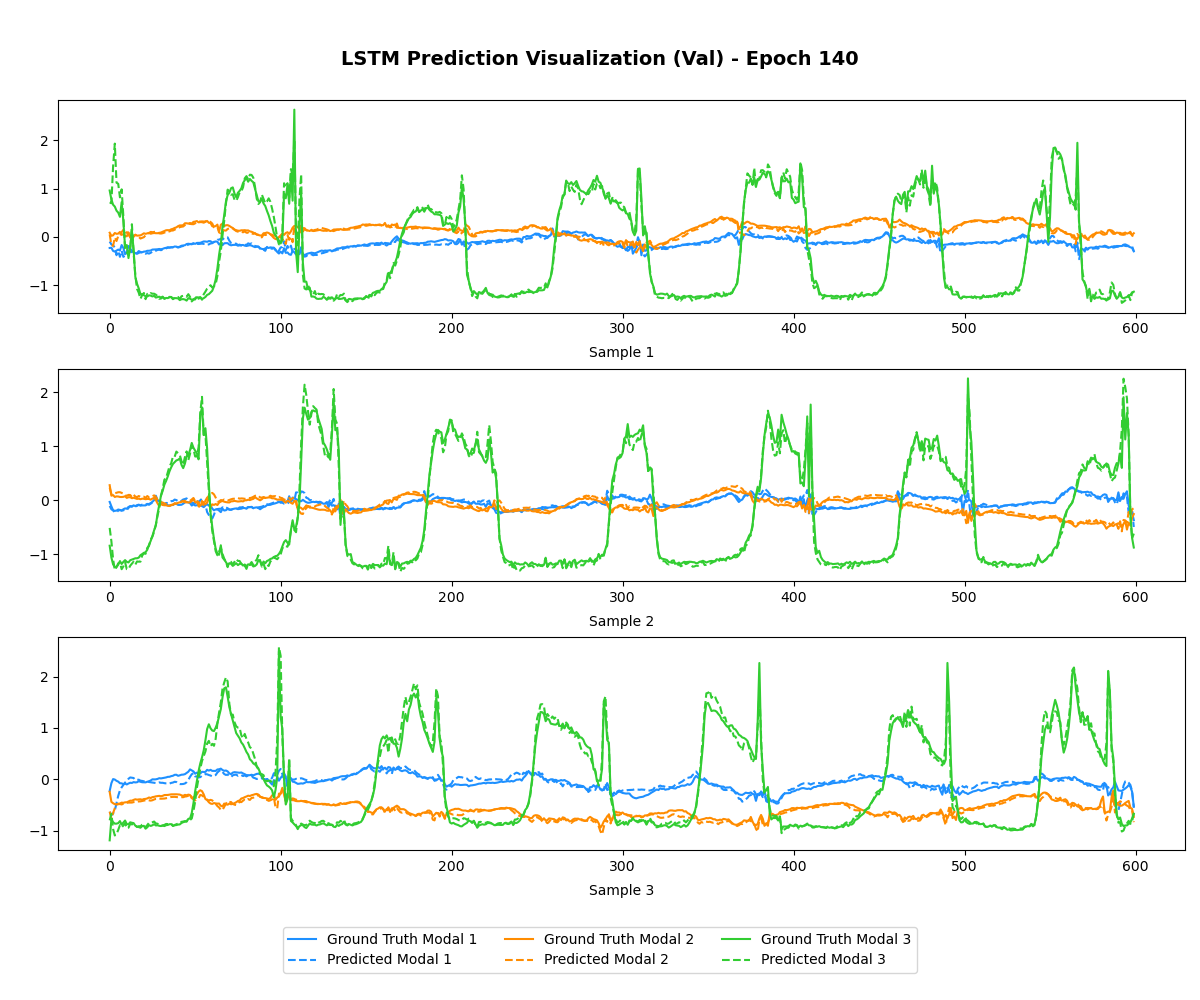 LSTM Prediction Visualization (Val) - Epoch 140
2
1
0
−1
0 100 200 300 400 500 600
Sample 1
2
1
0
−1
0 100 200 300 400 500 600
Sample 2
2
1
0
−1
0 100 200 300 400 500 600
Sample 3
Ground Truth Modal 1 Ground Truth Modal 2 Ground Truth Modal 3
Predicted Modal 1 Predicted Modal 2 Predicted Modal 3